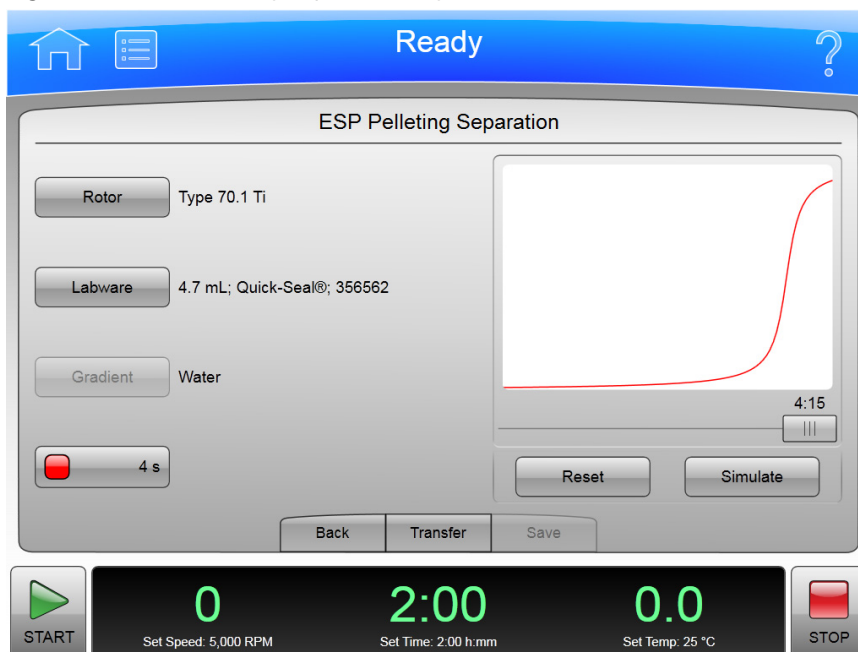 Ready
ESP Pelleting Separation
Rotor Type 70.1 Ti
Labware 4.7 mL; Quick-Seal®; 356562
Gradient Water
4 s
4:15
Reset Simulate
Back Transfer Save
0 2:00 0.0
START Set Speed: 5,000 RPM Set Time: 2:00 h:mm Set Temp: 25 °C STOP